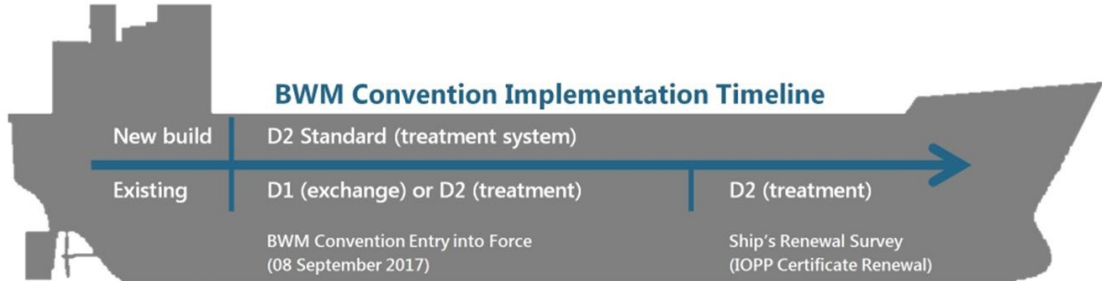 BWM Convention Implementation Timeline
New build D2 Standard (treatment system)
Existing D1 (exchange) or D2 (treatment) D2 (treatment)
BWM Convention Entry into Force
(08 September 2017)
Ship's Renewal Survey
(IOPP Certificate Renewal)